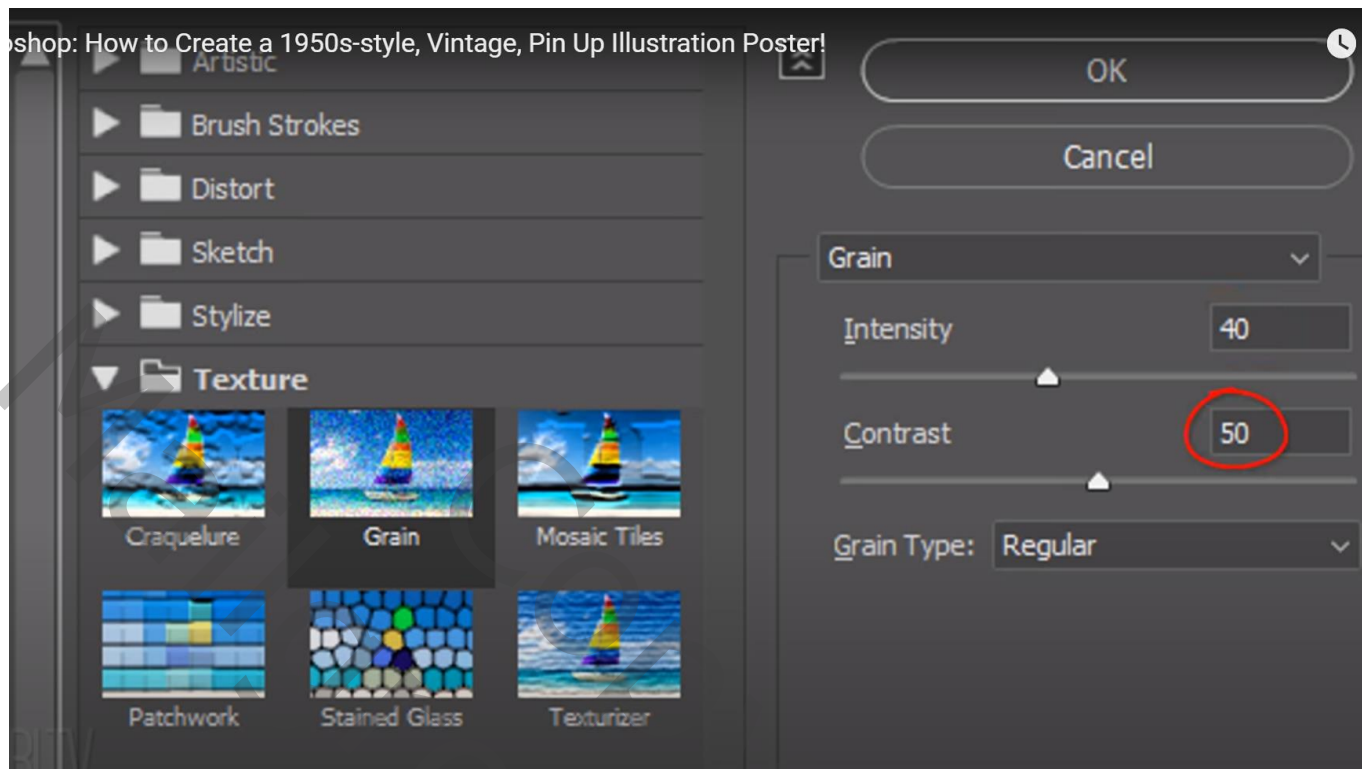 oshop: How to Create a 1950s-style, Vintage, Pin Up Illustration Poster!
Artistic
Brush Strokes
Distort
Sketch
Stylize
Texture
Craquelure Grain Mosaic Tiles
Patchwork Stained Glass Texturizer
OK
Cancel
Grain
Intensity 40
Contrast 50
Grain Type: Regular